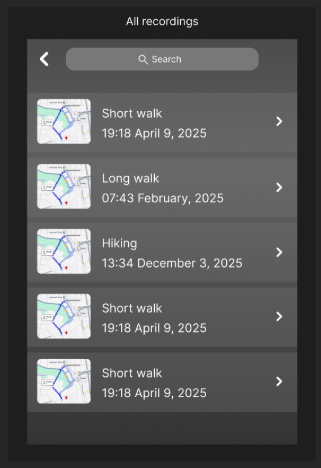 All recordings
Search
Short walk
19:18 April 9, 2025
Long walk
07:43 February, 2025
Hiking
13:34 December 3, 2025
Short walk
19:18 April 9, 2025
Short walk
19:18 April 9, 2025